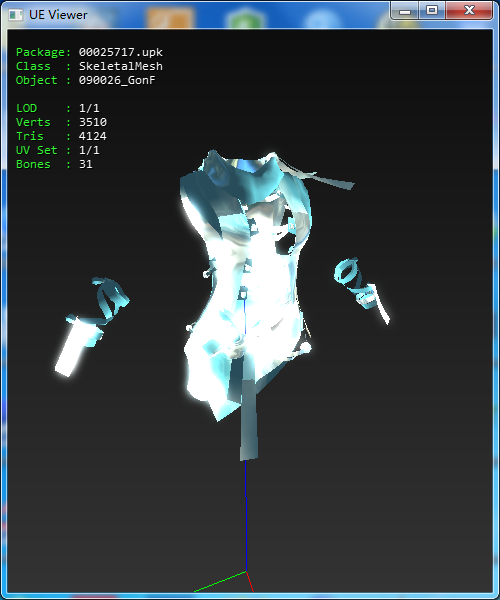 UE Viewer
Package: 00025717.upk
Class : SkeletalMesh
Object : 090026_GonF
LOD : 1/1
Verts : 3510
Tris : 4124
UV Set : 1/1
Bones : 31